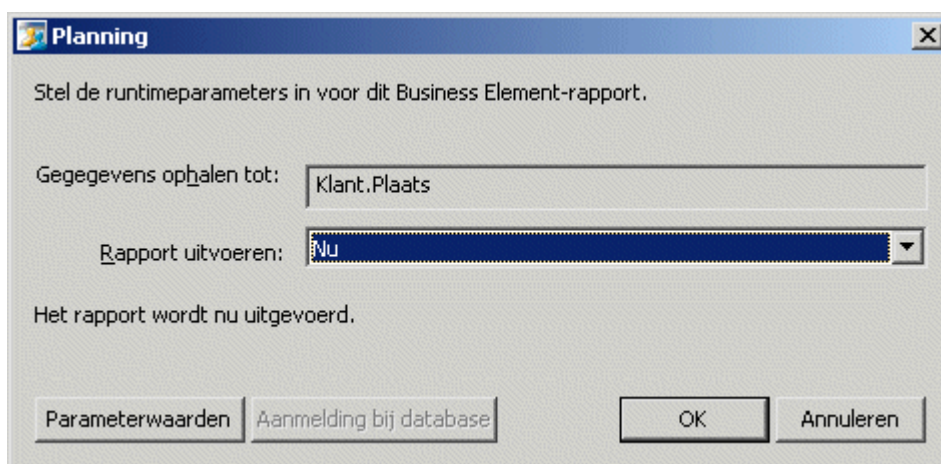 Planning
Stel de runtimeparameters in voor dit Business Element-rapport.
Gegegevens ophalen tot: Klant.Plaats
Rapport uitvoeren: Nu
Het rapport wordt nu uitgevoerd.
Parameterwaarden Aanmelding bij database OK Annuleren